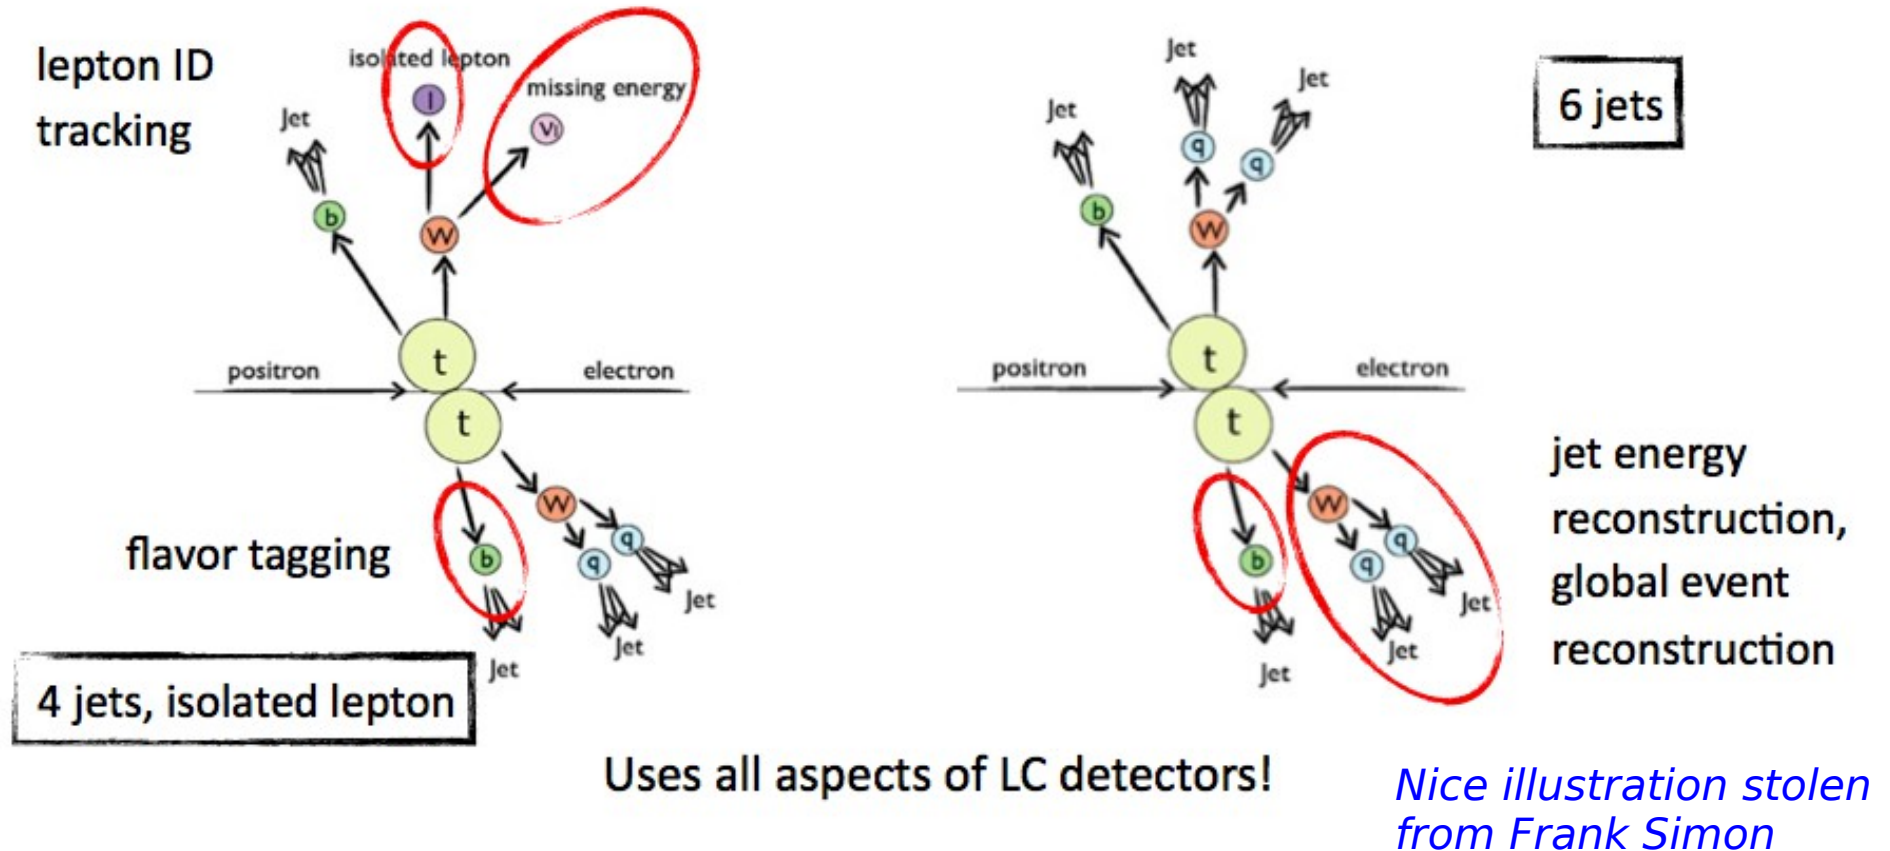 lepton ID
tracking
isolated lepton
l
missing energy
νl
Jet
b
W
t
positron
electron
t
W
b
q
q
Jet
Jet
Jet
flavor tagging
4 jets, isolated lepton
Jet
Jet
Jet
q
q
b
W
t
positron
electron
t
W
b
q
q
Jet
Jet
Jet
6 jets
jet energy
reconstruction,
global event
reconstruction
Uses all aspects of LC detectors!
Nice illustration stolen
from Frank Simon